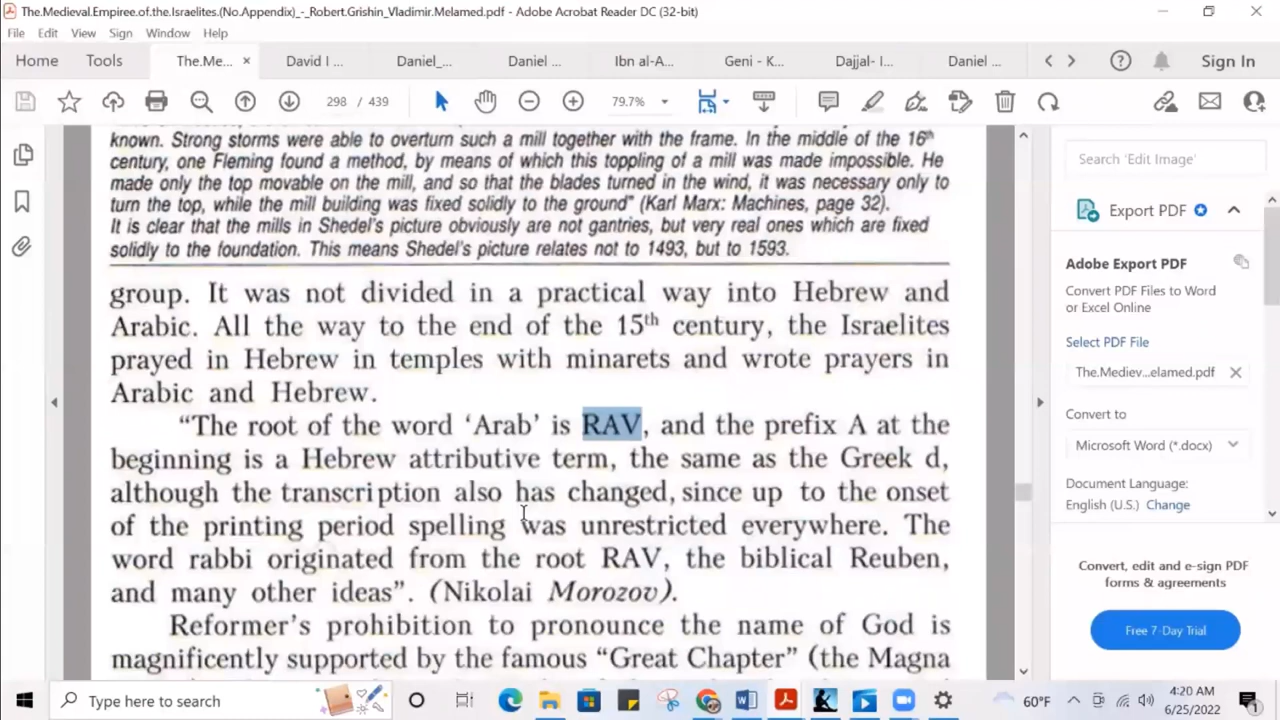 The.Medieval.Empiree.of.the.Israelites.(No.Appendix)_-_Robert.Grishin_Vladimir.Melamed.pdf - Adobe Acrobat Reader DC (32-bit)
File Edit View Sign Window Help
Home Tools The.Me... × David I ... Daniel_... Daniel ... Ibn al-A... Geni - K... Dajjal- I... Daniel ... Sign In
298 / 439 79.7%
known. Strong storms were able to overturn such a mill together with the frame. In the middle of the 16th
century, one Fleming found a method, by means of which this toppling of a mill was made impossible. He
made only the top movable on the mill, and so that the blades turned in the wind, it was necessary only to
turn the top, while the mill building was fixed solidly to the ground" (Karl Marx: Machines, page 32).
It is clear that the mills in Shedel's picture obviously are not gantries, but very real ones which are fixed
solidly to the foundation. This means Shedel's picture relates not to 1493, but to 1593.
group. It was not divided in a practical way into Hebrew and
Arabic. All the way to the end of the 15th century, the Israelites
prayed in Hebrew in temples with minarets and wrote prayers in
Arabic and Hebrew.
"The root of the word 'Arab' is RAV, and the prefix A at the
beginning is a Hebrew attributive term, the same as the Greek d,
although the transcription also has changed, since up to the onset
of the printing period spelling was unrestricted everywhere. The
word rabbi originated from the root RAV, the biblical Reuben,
and many other ideas". (Nikolai Morozov).
Reformer's prohibition to pronounce the name of God is
magnificently supported by the famous "Great Chapter" (the Magna
Search 'Edit Image'
Export PDF
Adobe Export PDF
Convert PDF Files to Word
or Excel Online
Select PDF File
The.Mediev...elamed.pdf
Convert to
Microsoft Word (*.docx)
Document Language:
English (U.S.) Change
Convert, edit and e-sign PDF
forms & agreements
Free 7-Day Trial
Type here to search
60°F
4:20 AM
6/25/2022